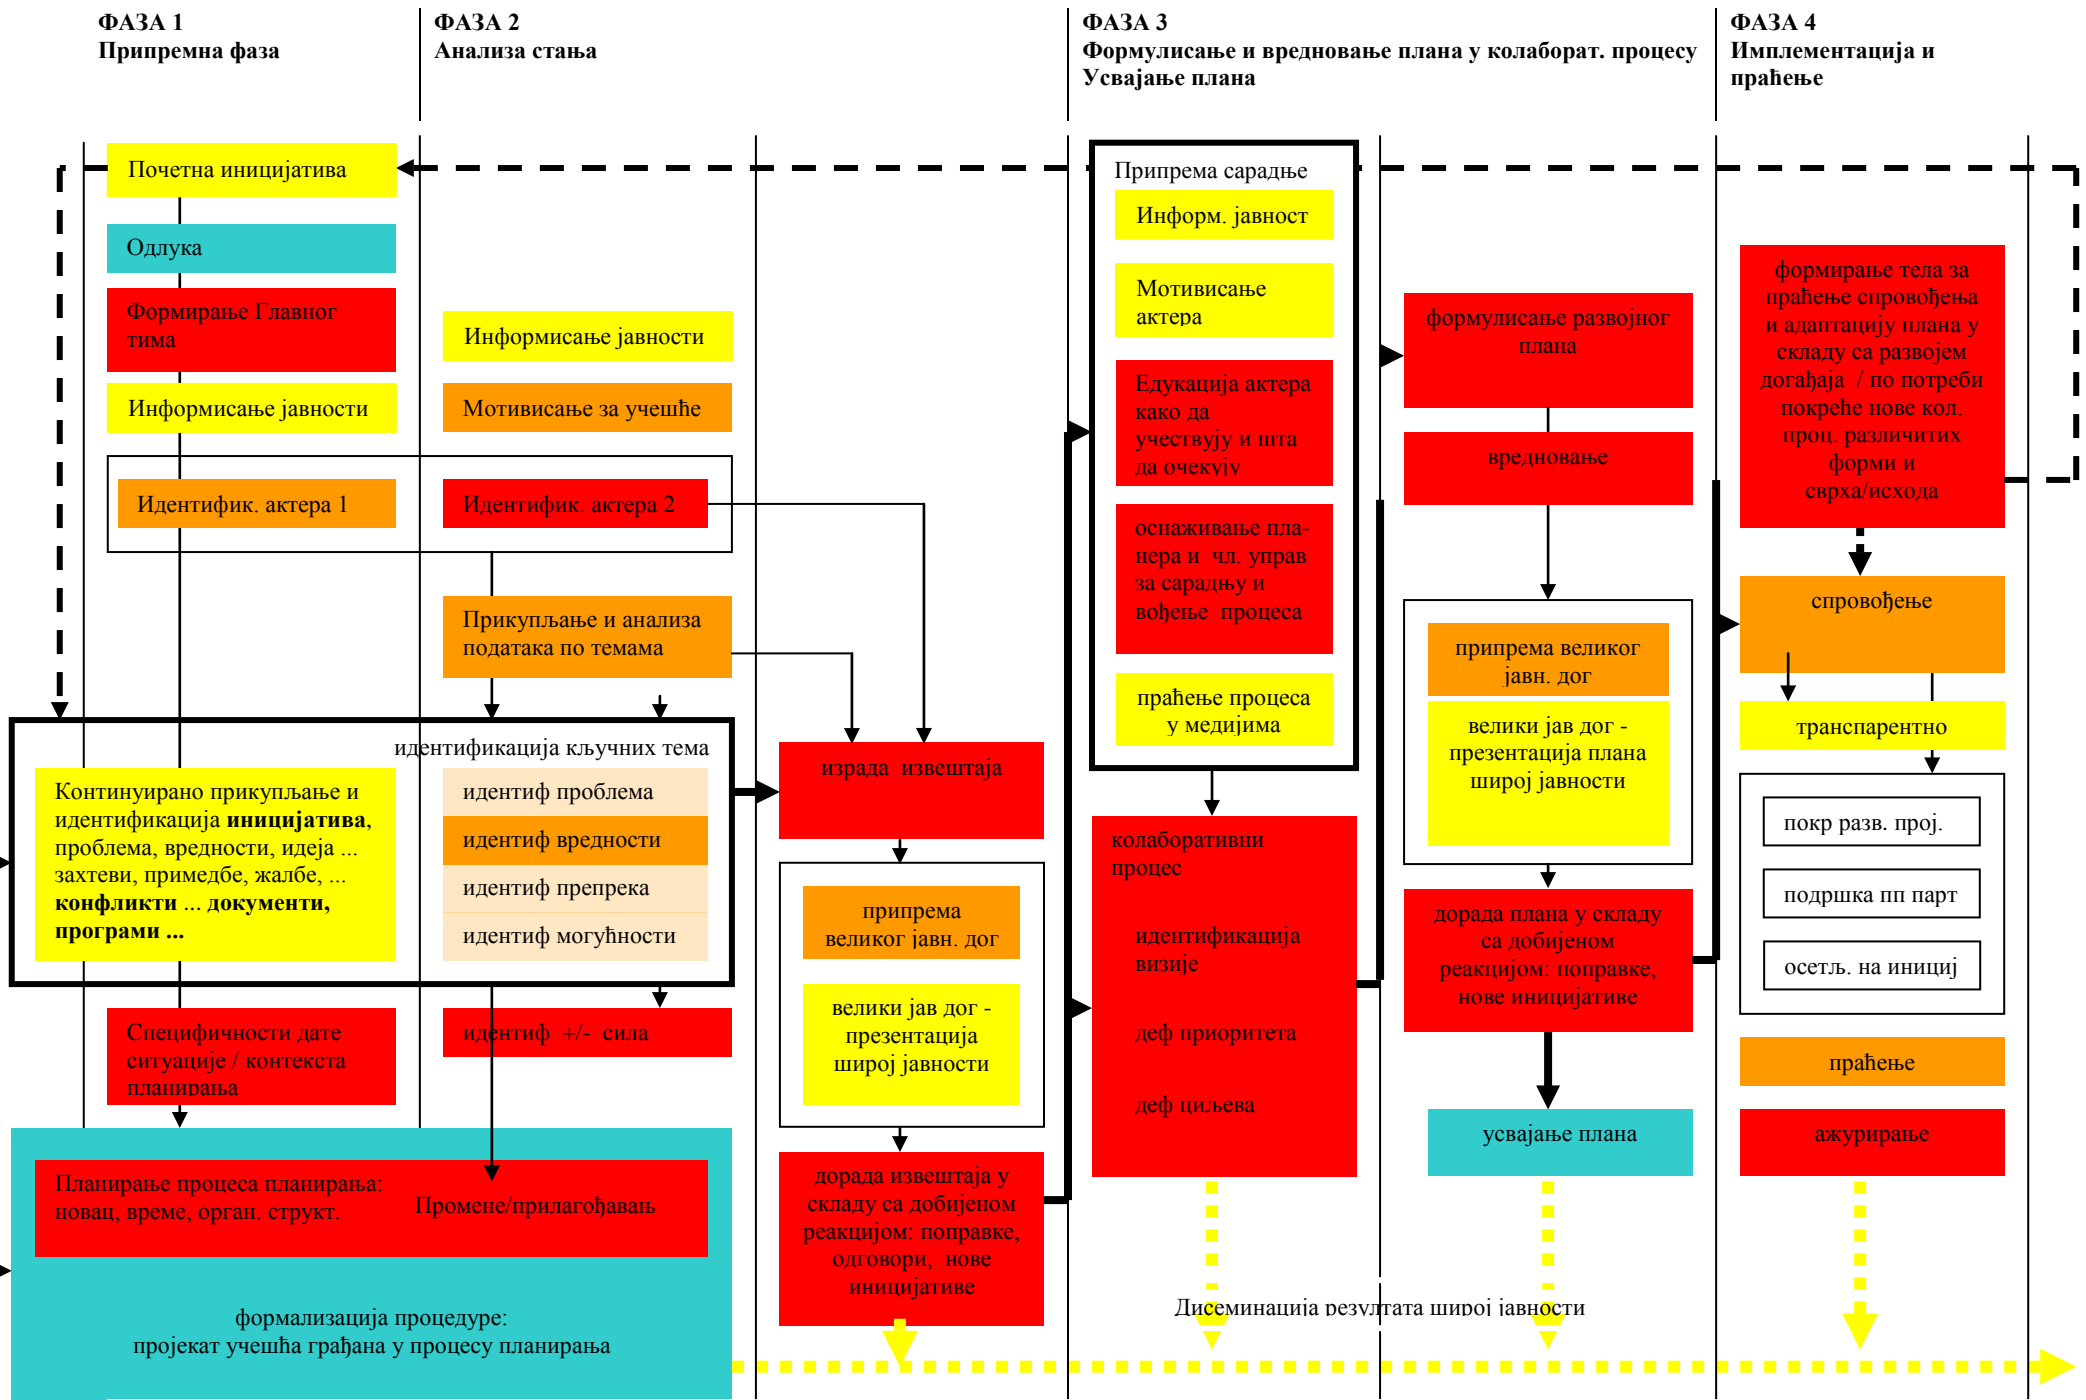 ФАЗА 1
Припремна фаза
ФАЗА 2
Анализа стања
ФАЗА 3
Формулисање и вредновање плана у колаборат. процесу
Усвајање плана
ФАЗА 4
Имплементација и
праћење
Почетна иницијатива
Одлука
Формирање Главног
тима
Информисање јавности
Идентифик. актера 1
Информисање јавности
Мотивисање за учешће
Идентифик. актера 2
Прикупљање и анализа
података по темама
идентификација кључних тема
Континуирано прикупљање и
идентификација иницијатива,
проблема, вредности, идеја ...
захтеви, примедбе, жалбе, ...
конфликти ... документи,
програми ...
идентиф проблема
идентиф вредности
идентиф препрека
идентиф могућности
Специфичности дате
ситуације / контекста
планирања
идентиф +/- сила
Планирање процеса планирања:
новац, време, орган. структ.
Промене/прилагођавањ
формализација процедуре:
пројекат учешћа грађана у процесу планирања
израда извештаја
припрема
великог јавн. дог
велики јав дог -
презентација
широј јавности
дорада извештаја у
складу са добијеном
реакцијом: поправке,
одговори, нове
иницијативе
Припрема сарадње
Информ. јавност
Мотивисање
актера
Едукација актера
како да
учествују и шта
да очекују
оснаживање пла-
нера и чл. управ
за сарадњу и
вођење процеса
праћење процеса
у медијима
колаборативни
процес
идентификација
визије
деф приоритета
деф циљева
формулисање развојног
плана
вредновање
припрема великог
јавн. дог
велики јав дог -
презентација плана
широј јавности
дорада плана у складу
са добијеном
реакцијом: поправке,
нове иницијативе
усвајање плана
формирање тела за
праћење спровођења
и адаптацију плана у
складу са развојем
догађаја / по потреби
покреће нове кол.
проц. различитих
форми и
сврха/исхода
спровођење
транспарентно
покр разв. прој.
подршка пп парт
осетљ. на иниција
праћење
ажурирање
Дисеминација резултата широј јавности